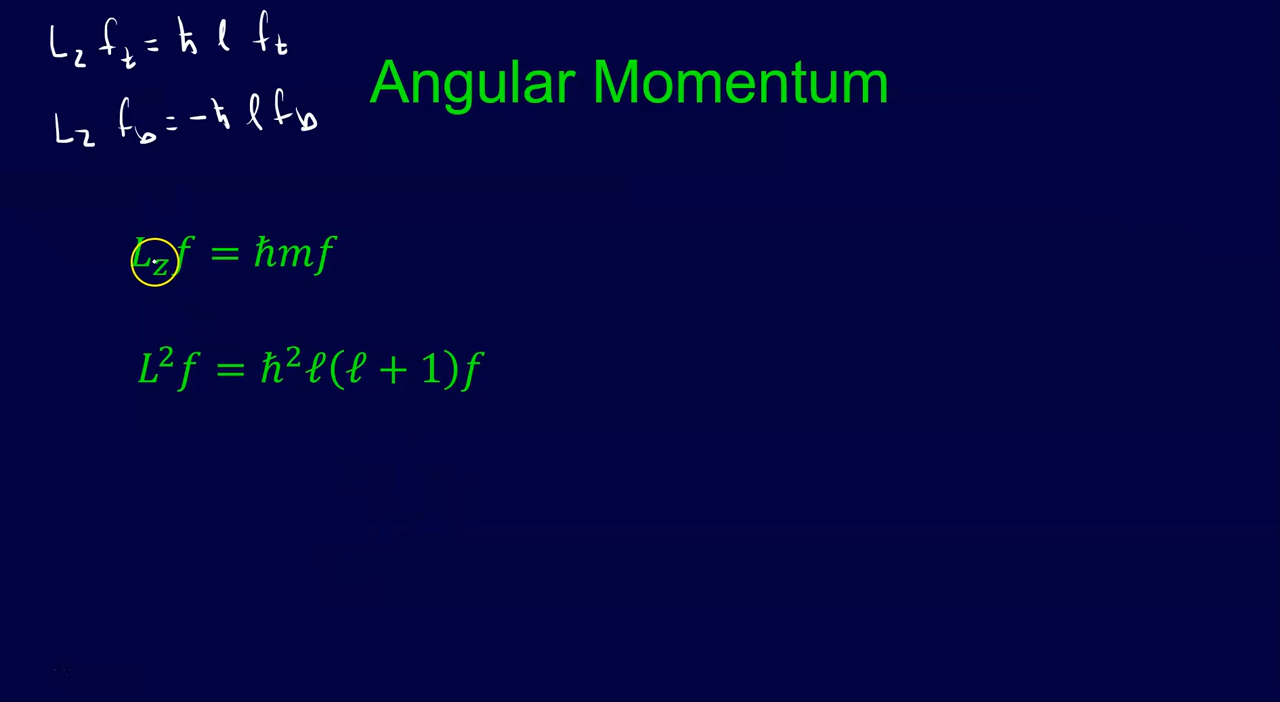 L_z f_t = ħ ℓ f_t
Angular Momentum
L_z f_b = -ħ ℓ f_b
L_z f = ħmf
L²f = ħ²ℓ(ℓ + 1)f